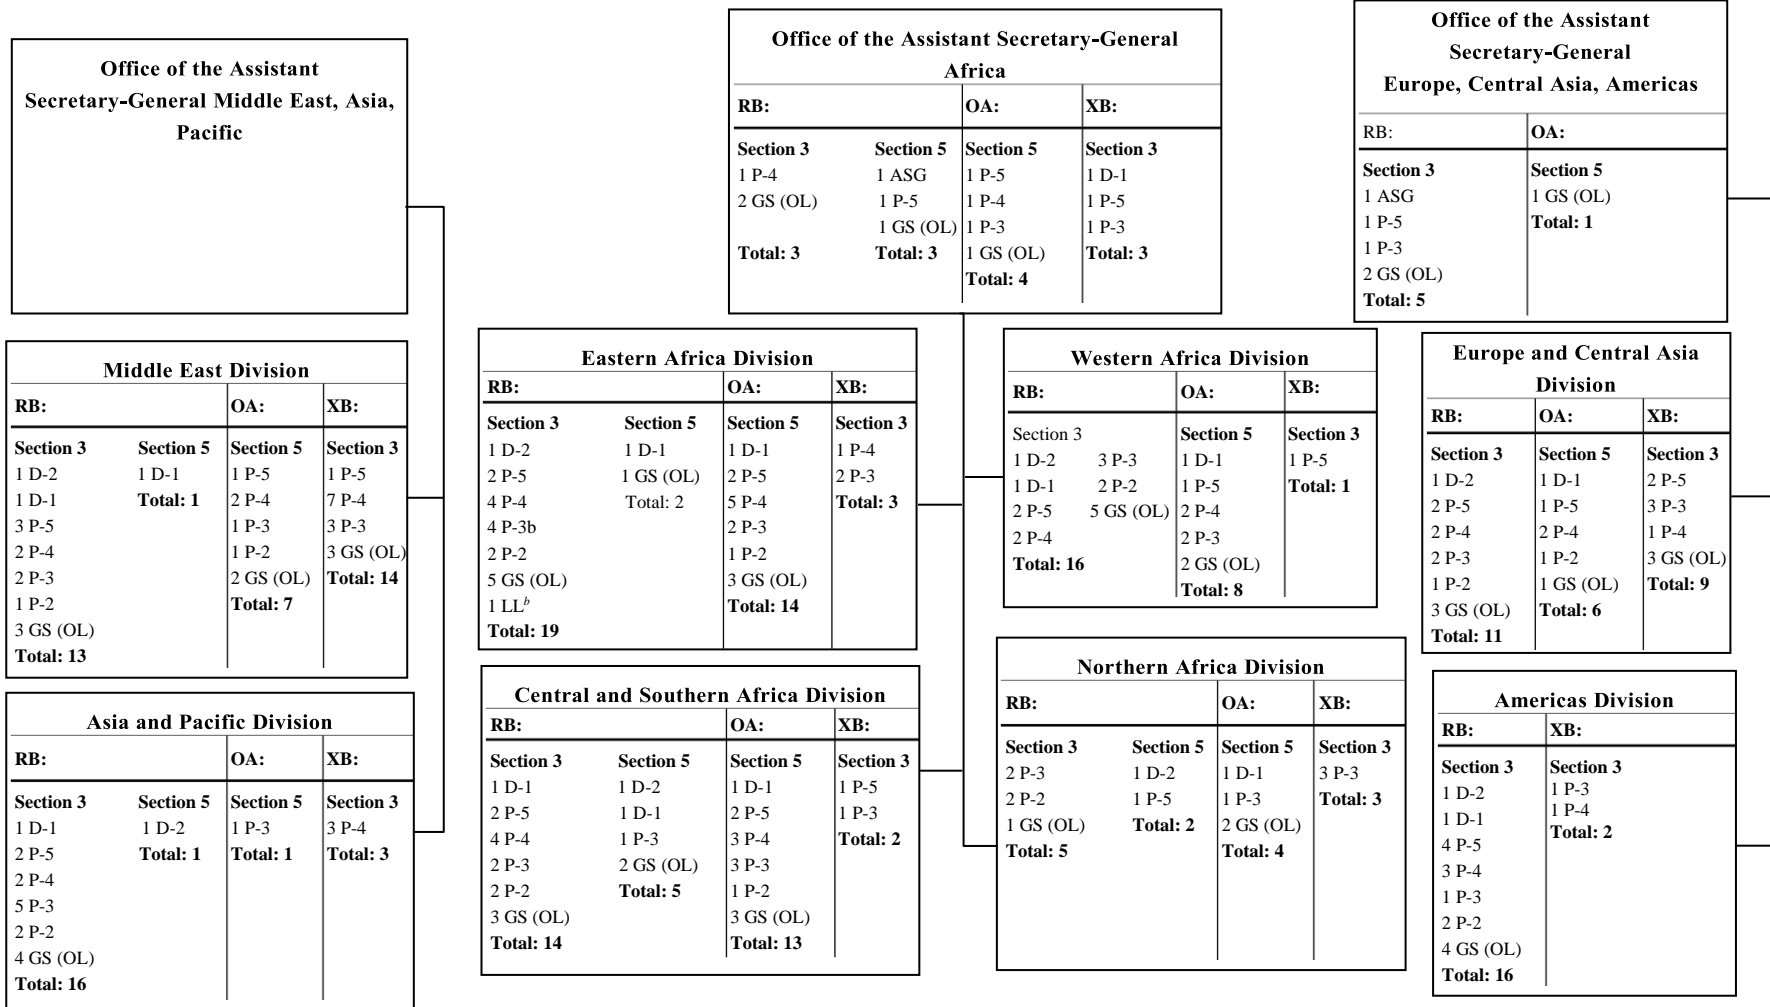 Office of the Assistant
Secretary-General Middle East, Asia,
Pacific
Middle East Division
RB: OA: XB:
Section 3 Section 5 Section 5 Section 3
1 D-2 1 D-1 1 P-5 1 P-5
1 D-1 Total: 1 2 P-4 7 P-4
3 P-5 1 P-3 3 P-3
2 P-4 1 P-2 3 GS (OL)
2 P-3 2 GS (OL) Total: 14
1 P-2 Total: 7
3 GS (OL)
Total: 13
Asia and Pacific Division
RB: OA: XB:
Section 3 Section 5 Section 5 Section 3
1 D-1 1 D-2 1 P-3 3 P-4
2 P-5 Total: 1 Total: 1 Total: 3
2 P-4
5 P-3
2 P-2
4 GS (OL)
Total: 16
Office of the Assistant Secretary-General
Africa
RB: OA: XB:
Section 3 Section 5 Section 5 Section 3
1 P-4 1 ASG 1 P-5 1 D-1
2 GS (OL) 1 P-5 1 P-4 1 P-5
1 GS (OL) 1 P-3 1 P-3
Total: 3 Total: 3 1 GS (OL) Total: 3
Total: 4
Eastern Africa Division
RB: OA: XB:
Section 3 Section 5 Section 5 Section 3
1 D-2 1 D-1 1 D-1 1 P-4
2 P-5 1 GS (OL) 2 P-5 2 P-3
4 P-4 Total: 2 5 P-4 Total: 3
4 P-3b 2 P-3
2 P-2 1 P-2
5 GS (OL) 3 GS (OL)
1 LLb Total: 14
Total: 19
Central and Southern Africa Division
RB: OA: XB:
Section 3 Section 5 Section 5 Section 3
1 D-1 1 D-2 1 D-1 1 P-5
2 P-5 1 D-1 2 P-5 1 P-3
4 P-4 1 P-3 3 P-4 Total: 2
2 P-3 2 GS (OL) 3 P-3
2 P-2 Total: 5 1 P-2
3 GS (OL) 3 GS (OL)
Total: 14 Total: 13
Western Africa Division
RB: OA: XB:
Section 3 Section 5 Section 3
1 D-2 3 P-3 1 D-1 1 P-5
1 D-1 2 P-2 1 P-5 Total: 1
2 P-5 5 GS (OL) 2 P-4
2 P-4 2 P-3
Total: 16 2 GS (OL)
Total: 8
Northern Africa Division
RB: OA: XB:
Section 3 Section 5 Section 5 Section 3
2 P-3 1 D-2 1 D-1 3 P-3
2 P-2 1 P-5 1 P-3 Total: 3
1 GS (OL) Total: 2 2 GS (OL)
Total: 5 Total: 4
Office of the Assistant
Secretary-General
Europe, Central Asia, Americas
RB: OA:
Section 3 Section 5
1 ASG 1 GS (OL)
1 P-5 Total: 1
1 P-3
2 GS (OL)
Total: 5
Europe and Central Asia
Division
RB: OA: XB:
Section 3 Section 5 Section 3
1 D-2 1 D-1 2 P-5
2 P-5 1 P-5 3 P-3
2 P-4 2 P-4 1 P-4
2 P-3 1 P-2 3 GS (OL)
1 P-2 1 GS (OL) Total: 9
3 GS (OL) Total: 6
Total: 11
Americas Division
RB: XB:
Section 3 Section 3
1 D-2 1 P-3
1 D-1 1 P-4
4 P-5 Total: 2
3 P-4
1 P-3
2 P-2
4 GS (OL)
Total: 16